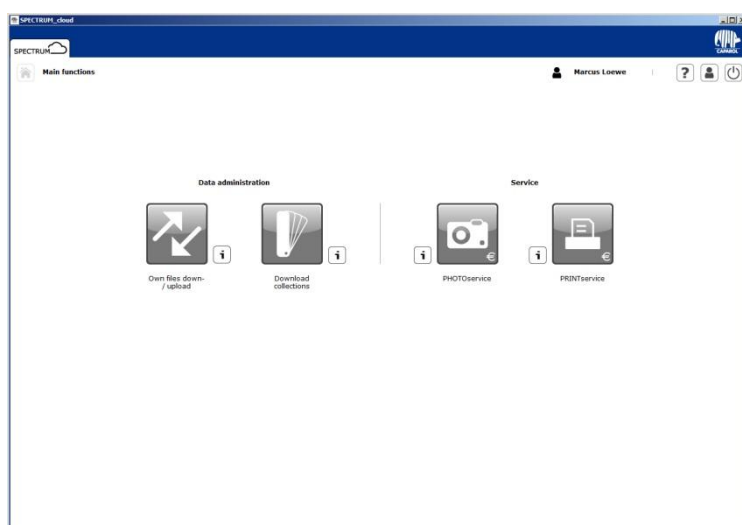 SPECTRUM_cloud
SPECTRUM
CAPAROL
Main functions
Marcus Loewe
?
Data administration
Service
i
i
i
i
€
€
Own files down-
/ upload
Download
collections
PHOTOservice
PRINTservice